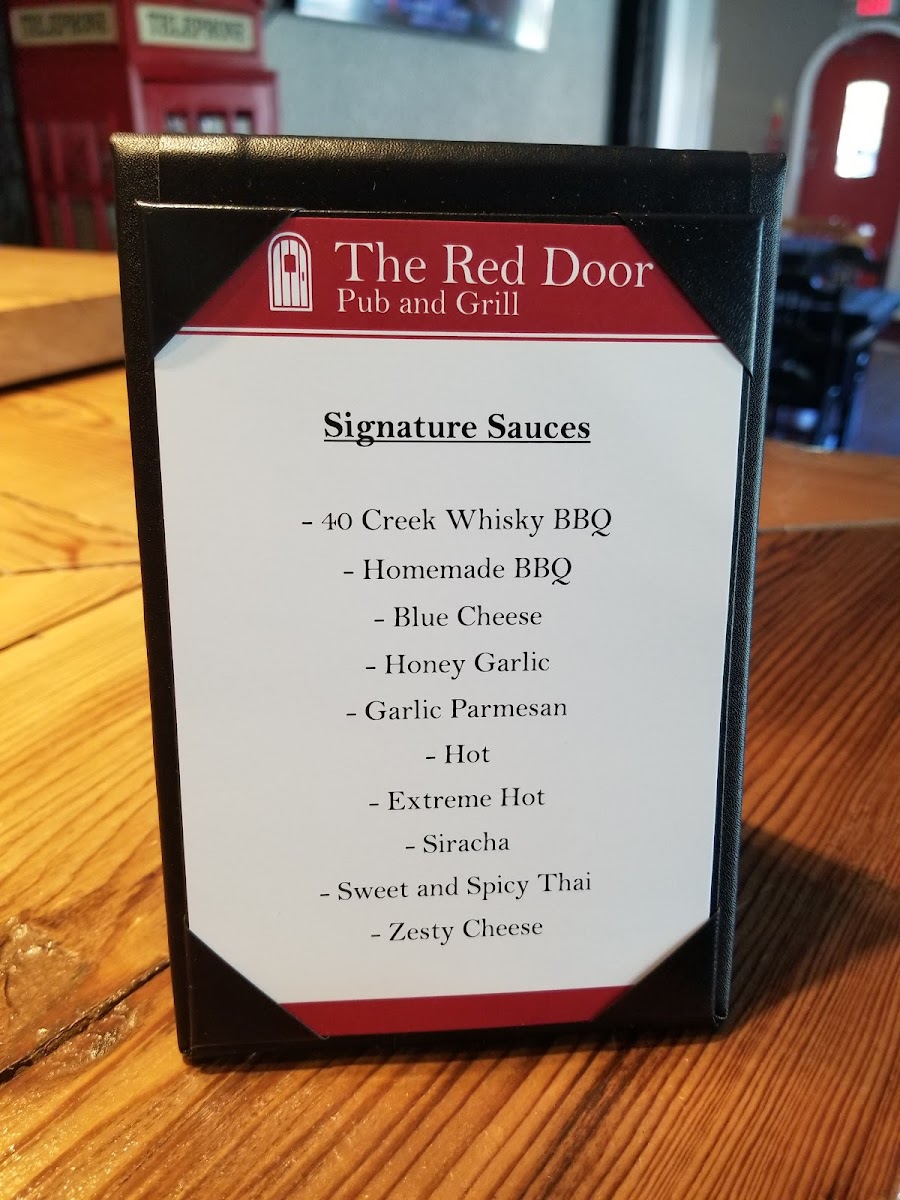 TELEPHONE
TELEPHONE
The Red Door
Pub and Grill
Signature Sauces
- 40 Creek Whisky BBQ
- Homemade BBQ
- Blue Cheese
- Honey Garlic
- Garlic Parmesan
- Hot
- Extreme Hot
- Siracha
- Sweet and Spicy Thai
- Zesty Cheese